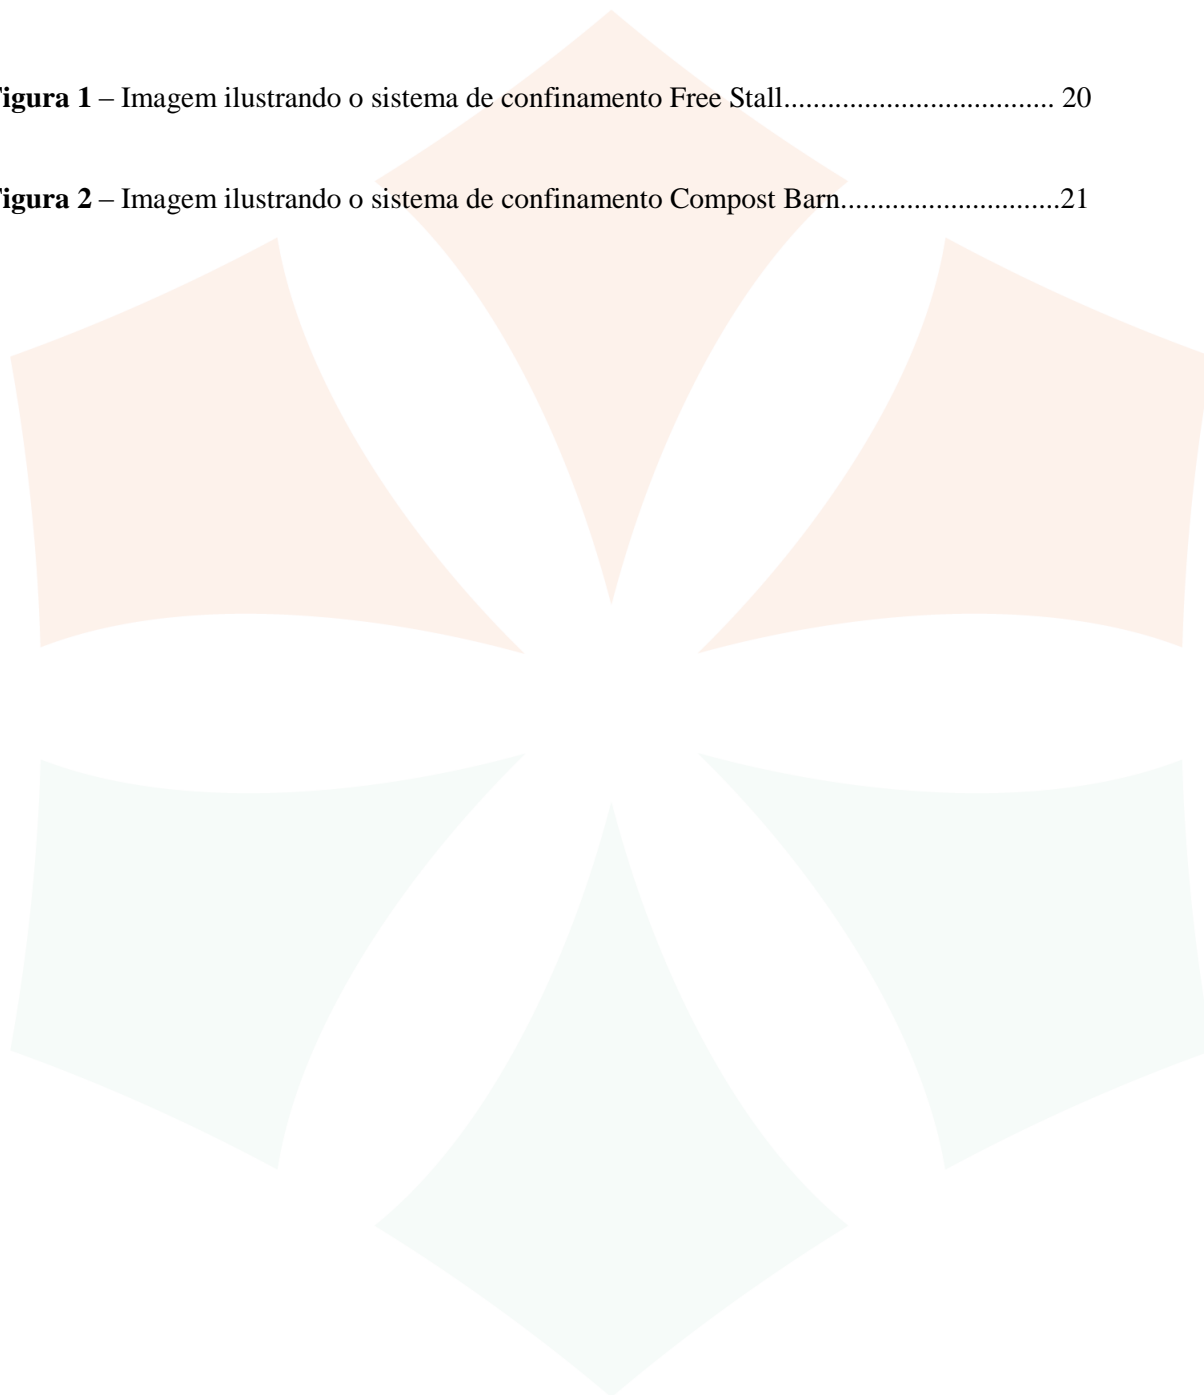 igura 1 – Imagem ilustrando o sistema de confinamento Free Stall..................................... 20
igura 2 – Imagem ilustrando o sistema de confinamento Compost Barn..............................21